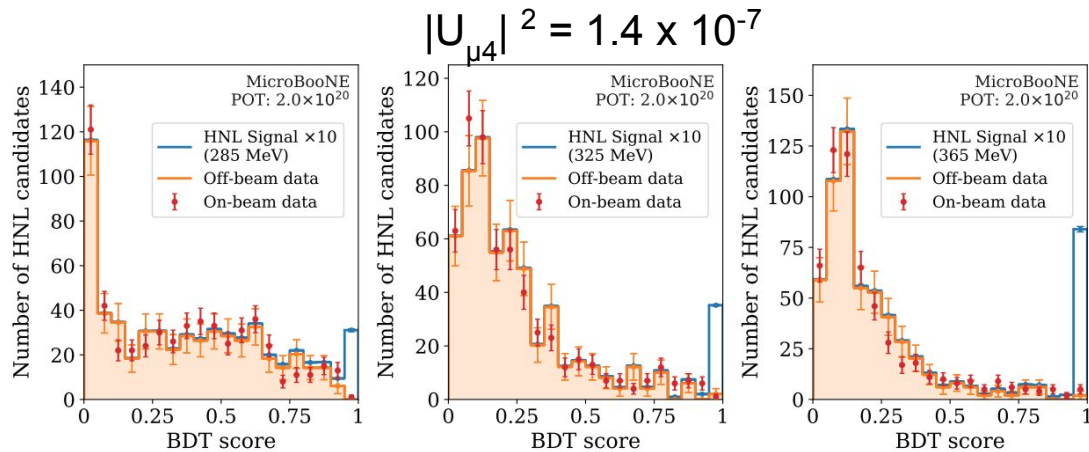 |Uμ4| ² = 1.4 x 10⁻⁷
Number of HNL candidates
140
120
100
80
60
40
20
0
MicroBooNE
POT: 2.0×10²⁰
HNL Signal ×10
(285 MeV)
Off-beam data
On-beam data
0 0.25 0.5 0.75 1
BDT score
Number of HNL candidates
120
100
80
60
40
20
0
MicroBooNE
POT: 2.0×10²⁰
HNL Signal ×10
(325 MeV)
Off-beam data
On-beam data
0 0.25 0.5 0.75 1
BDT score
Number of HNL candidates
150
125
100
75
50
25
0
MicroBooNE
POT: 2.0×10²⁰
HNL Signal ×10
(365 MeV)
Off-beam data
On-beam data
0 0.25 0.5 0.75 1
BDT score